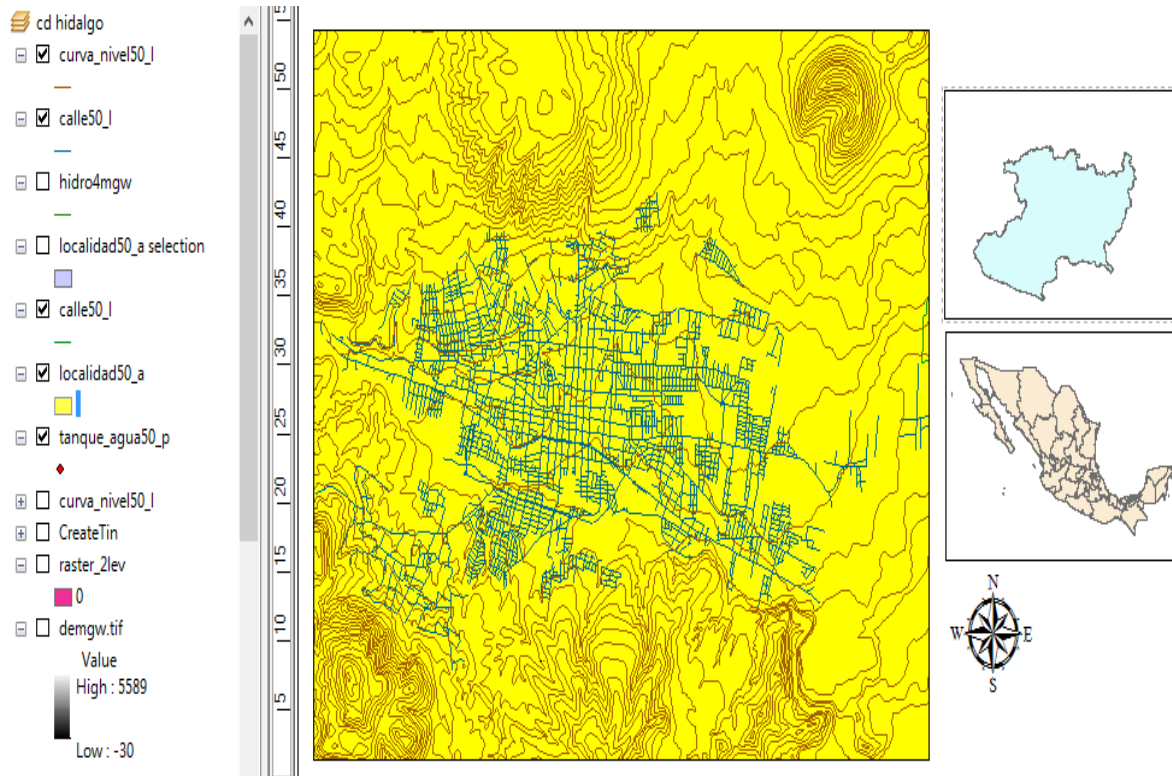 cd hidalgo
curva_nivel50_l
calle50_l
hidro4mgw
localidad50_a selection
calle50_l
localidad50_a
tanque_agua50_p
curva_nivel50_l
CreateTin
raster_2lev
0
demgw.tif
Value
High : 5589
Low : -30
5
50
45
40
35
30
25
20
15
10
5
N
W E
S